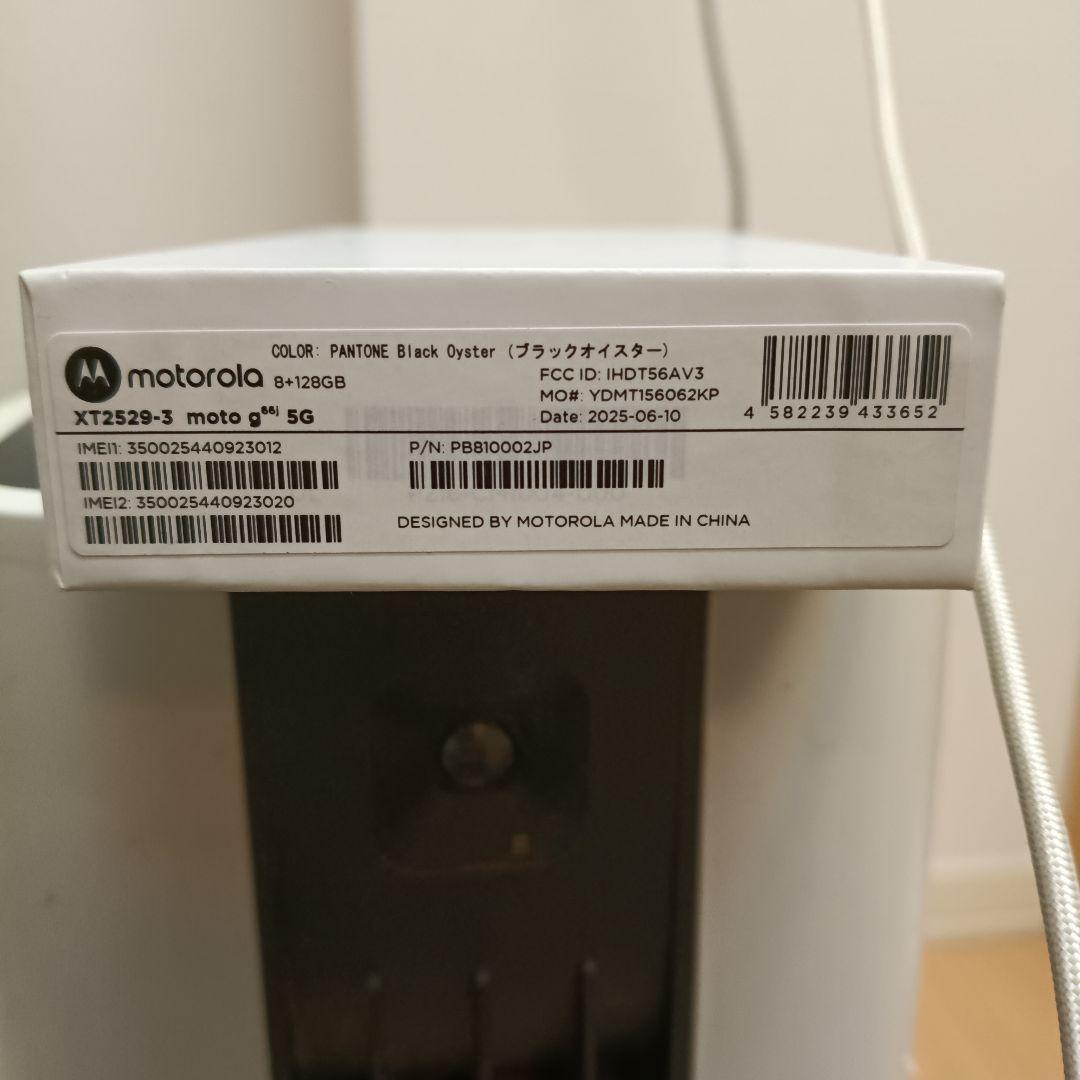 COLOR: PANTONE Black Oyster (ブラックオイスター)
motorola 8+128GB
FCC ID: IHDT56AV3
MO#: YDMT156062KP
XT2529-3 moto g⁶⁶ʲ 5G
Date: 2025-06-10
4 582239 433652
IMEI1: 350025440923012
P/N: PB810002JP
IMEI2: 350025440923020
DESIGNED BY MOTOROLA MADE IN CHINA